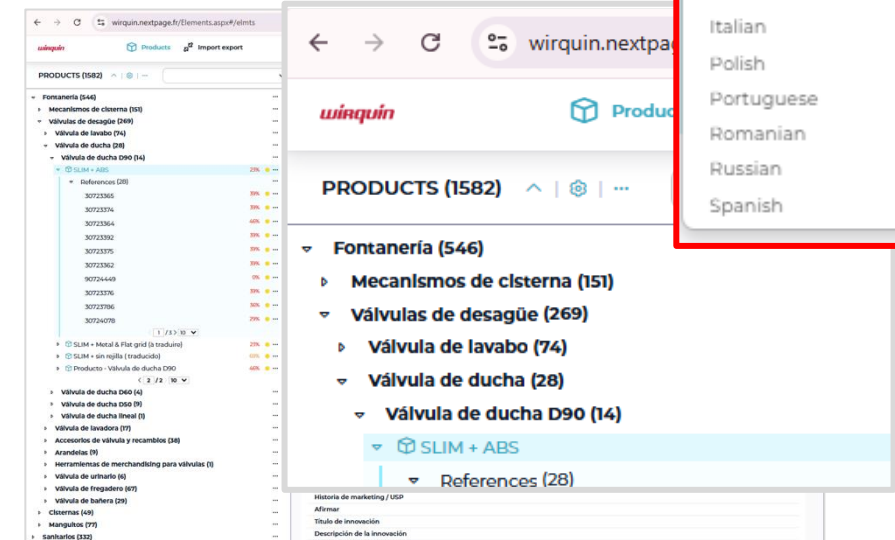 wirquin.nextpage.fr/Elements.aspx#/elmts
wirquin
Products
Import export
PRODUCTS (1582)
Fontanería (546)
Mecanismos de cisterna (151)
Válvulas de desagüe (269)
Válvula de lavabo (74)
Válvula de ducha (28)
Válvula de ducha D90 (14)
SLIM + ABS
References (28)
30723365
30723374
30723364
30723392
30723375
30723362
90724449
30723376
30723786
30724078
1 / 3 > 10
SLIM + Metal & Flat grid (à traduire)
SLIM + sin rejilla (traducido)
Producto - Válvula de ducha D90
< 2 / 2 10
Válvula de ducha D60 (4)
Válvula de ducha D50 (9)
Válvula de ducha lineal (1)
Válvula de lavadora (17)
Accesorios de válvula y recambios (38)
Arandelas (9)
Herramientas de merchandising para válvulas (1)
Válvula de urinario (6)
Válvula de fregadero (67)
Válvula de bañera (29)
Cisternas (49)
Manguitos (77)
Sanitarios (332)
wirquin.nextpa
wirquin
Produc
PRODUCTS (1582)
Fontanería (546)
Mecanismos de cisterna (151)
Válvulas de desagüe (269)
Válvula de lavabo (74)
Válvula de ducha (28)
Válvula de ducha D90 (14)
SLIM + ABS
References (28)
Italian
Polish
Portuguese
Romanian
Russian
Spanish
Historia de marketing / USP
Afirmar
Título de innovación
Descripción de la innovación